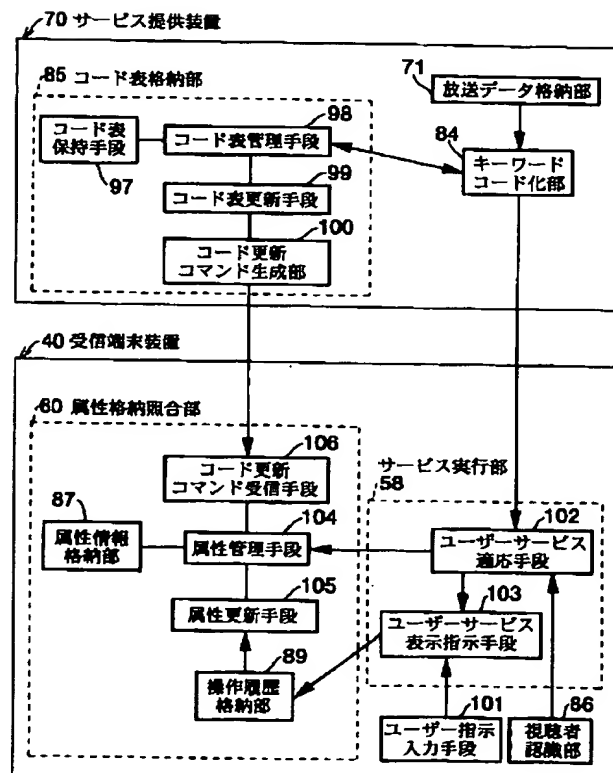 70 サービス提供装置
85 コード表格納部
71
放送データ格納部
98
コード表
保持手段
97
コード表管理手段
84
キーワード
コード化部
99
コード表更新手段
100
コード更新
コマンド生成部
40 受信端末装置
60 属性格納照合部
106
コード更新
コマンド受信手段
サービス実行部
58
87
属性情報
格納部
104
属性管理手段
102
ユーザーサービス
適応手段
105
属性更新手段
103
ユーザーサービス
表示指示手段
89
操作履歴
格納部
101
ユーザー指示
入力手段
86
視聴者
認識部